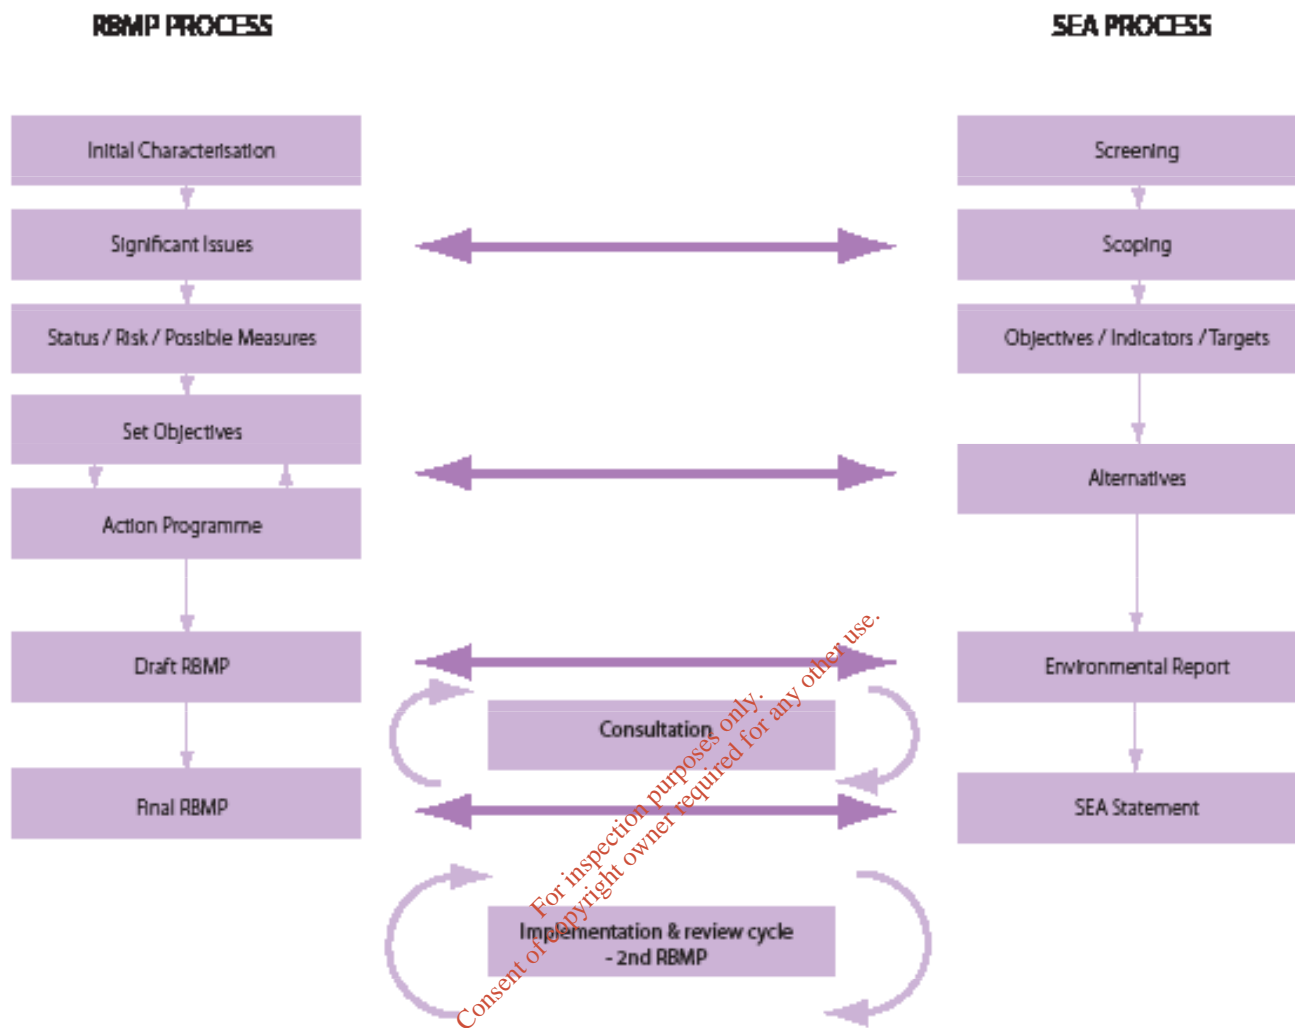 RBMP PROCESS
SEA PROCESS
Initial Characterisation
Screening
Significant Issues
Scoping
Status / Risk / Possible Measures
Objectives / Indicators / Targets
Set Objectives
Alternatives
Action Programme
Draft RBMP
Environmental Report
Consultation
Final RBMP
SEA Statement
Implementation & review cycle
- 2nd RBMP
For inspection purposes only.
Consent of copyright owner required for any other use.